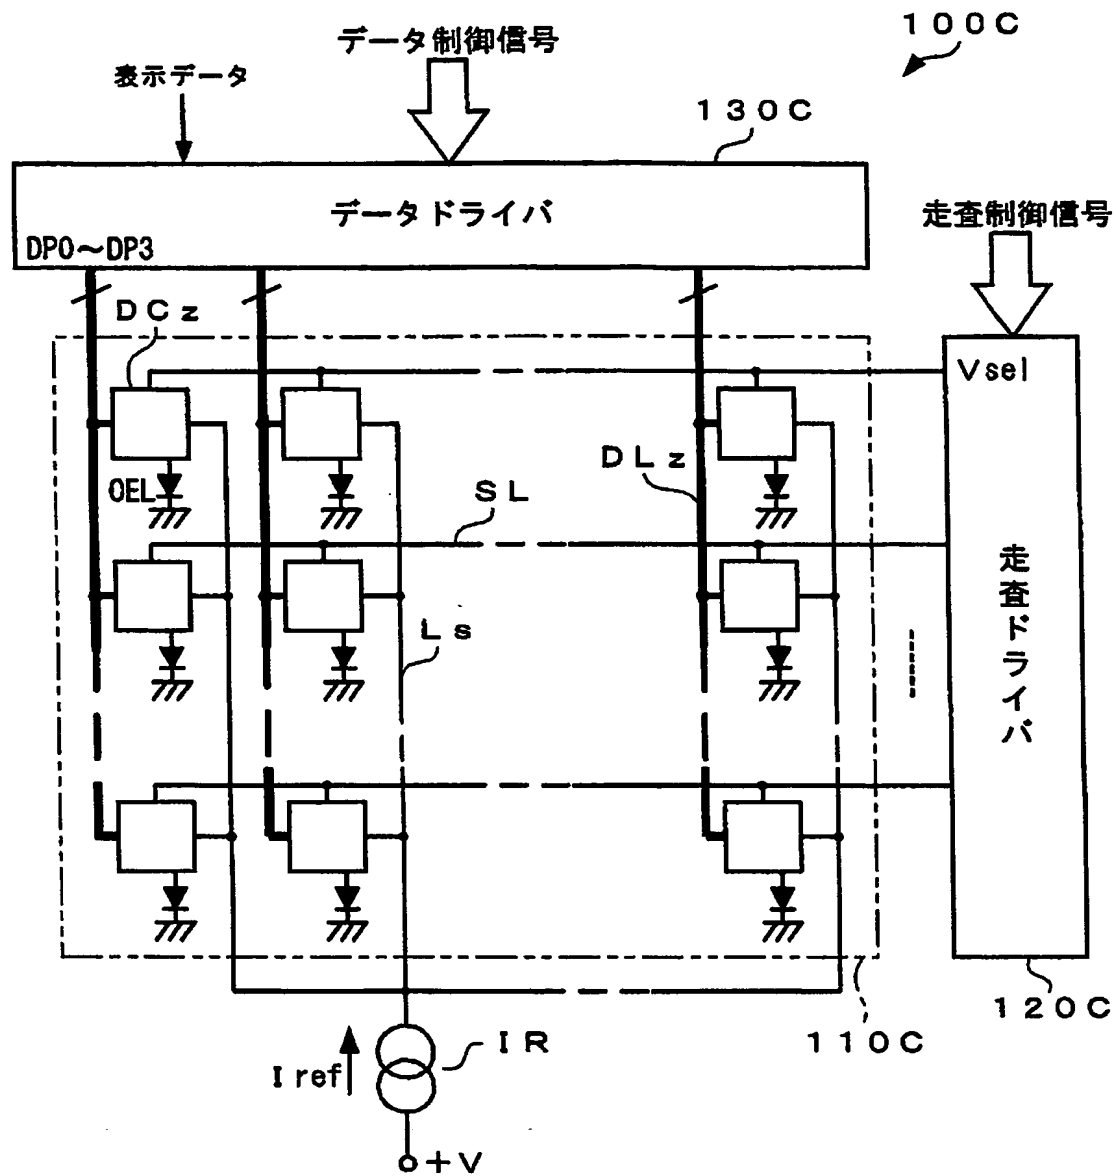 100C
データ制御信号
表示データ
130C
データドライバ
走査制御信号
DP0~DP3
DCz
Vsel
DLz
OEL
SL
走査ドライバ
Ls
120C
110C
IR
Iref
+V